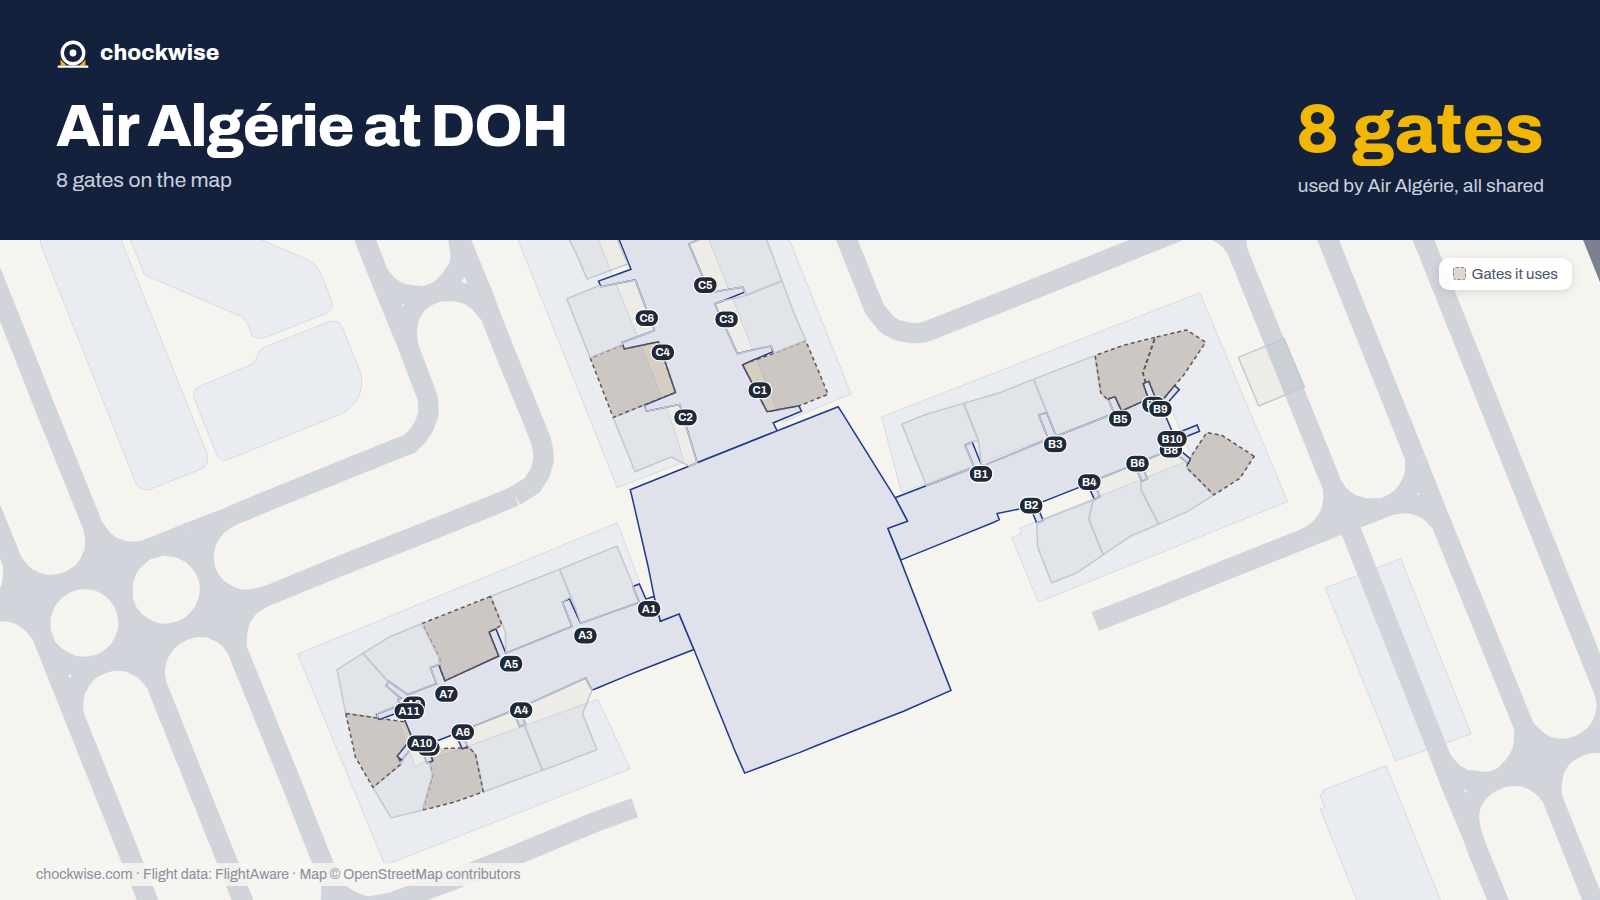 chockwise
Air Algérie at DOH
8 gates on the map
8 gates
used by Air Algérie, all shared
Gates it uses
C5
C6
C3
C4
C1
C2
B9
B5
B10
B8
B3
B6
B1
B4
B2
A1
A3
A5
A7
A11
A4
A6
A10
chockwise.com · Flight data: FlightAware · Map © OpenStreetMap contributors